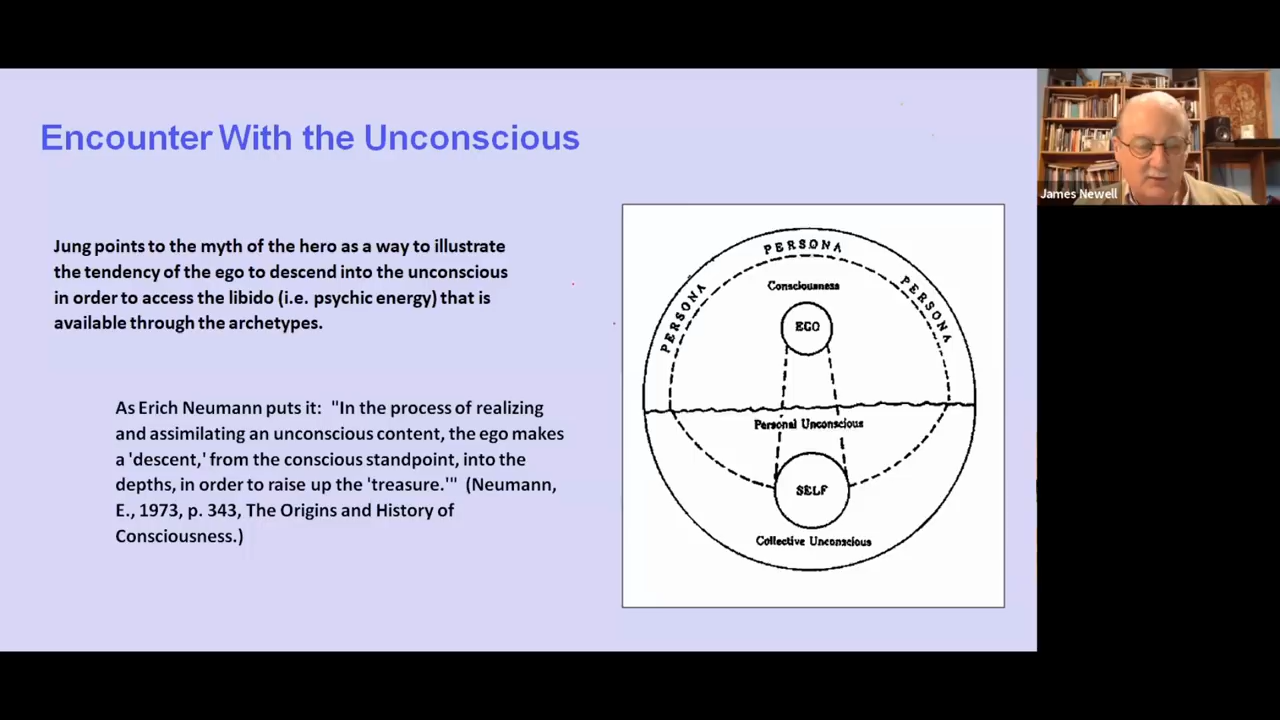 Encounter With the Unconscious
James Newell
Jung points to the myth of the hero as a way to illustrate
the tendency of the ego to descend into the unconscious
in order to access the libido (i.e. psychic energy) that is
available through the archetypes.
As Erich Neumann puts it: "In the process of realizing
and assimilating an unconscious content, the ego makes
a 'descent,' from the conscious standpoint, into the
depths, in order to raise up the 'treasure.'" (Neumann,
E., 1973, p. 343, The Origins and History of
Consciousness.)
PERSONA
PERSONA
PERSONA
Consciousness
EGO
Personal Unconscious
SELF
Collective Unconscious